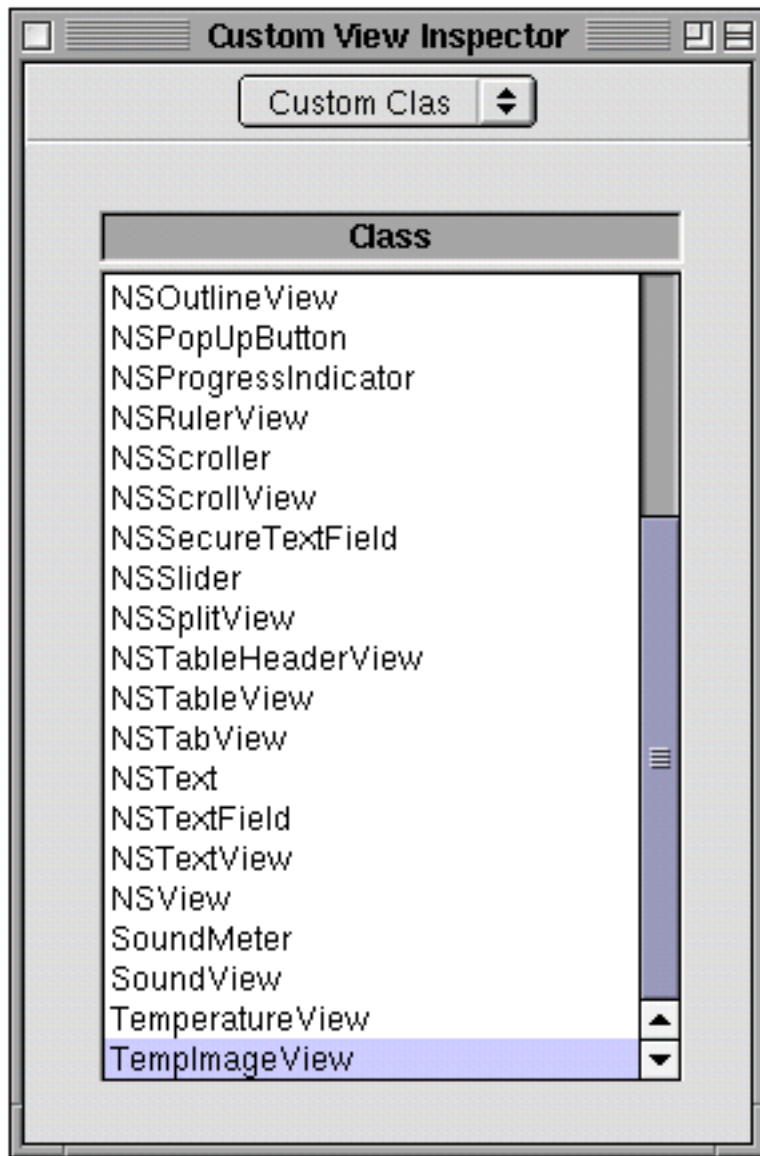 Custom View Inspector
Custom Clas
Class
NSOutlineView
NSPopUpButton
NSProgressIndicator
NSRulerView
NSScroller
NSScrollView
NSSecureTextField
NSSlider
NSSplitView
NSTableHeaderView
NSTableView
NSTabView
NSText
NSTextField
NSTextView
NSView
SoundMeter
SoundView
TemperatureView
TempImageView